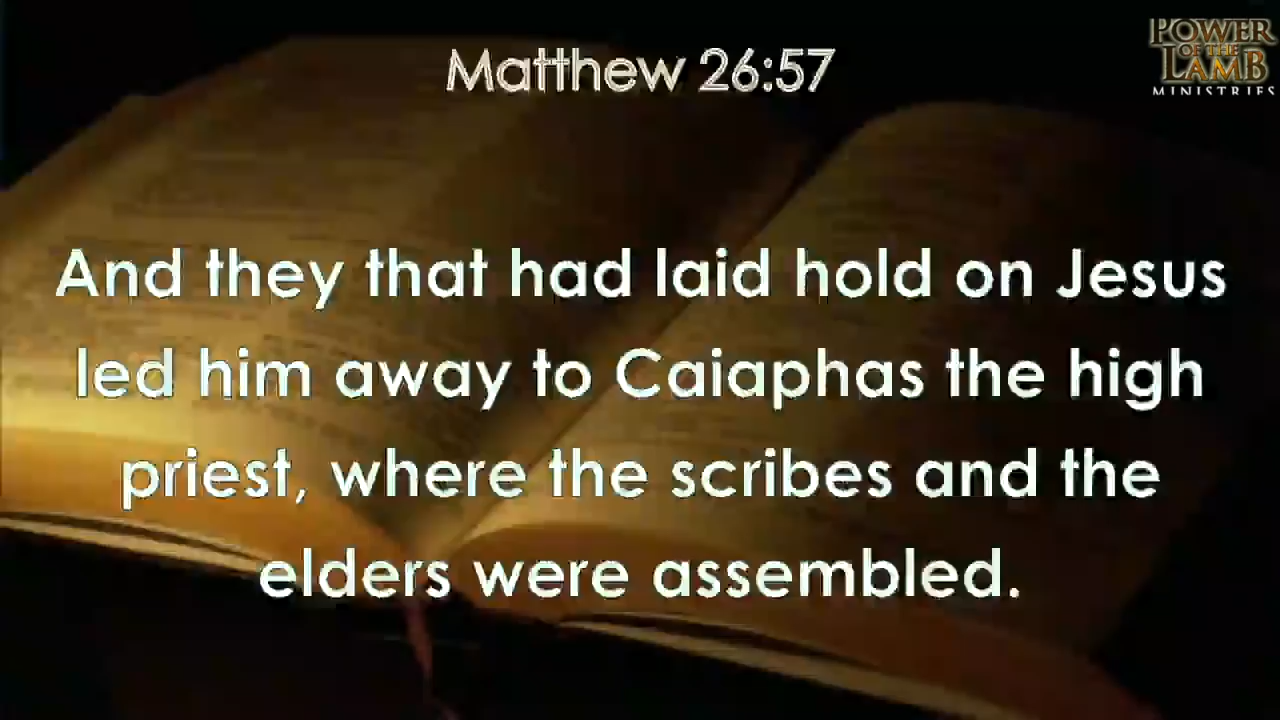 Matthew 26:57
POWER
OF THE
LAMB
MINISTRIES
And they that had laid hold on Jesus
led him away to Caiaphas the high
priest, where the scribes and the
elders were assembled.